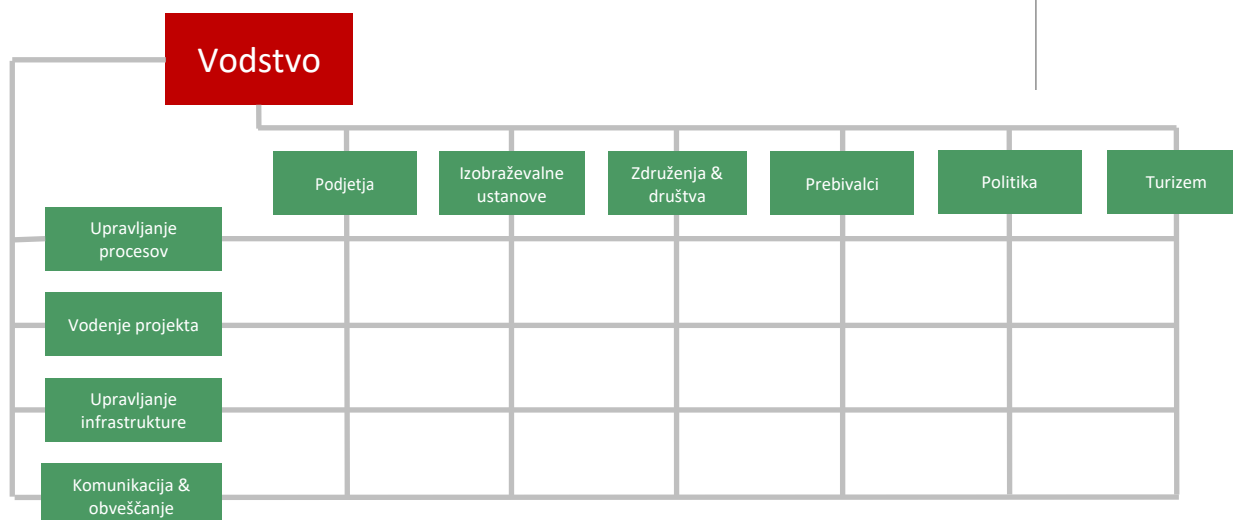 Vodstvo
Podjetja
Izobraževalne
ustanove
Združenja &
društva
Prebivalci
Politika
Turizem
Upravljanje
procesov
Vodenje projekta
Upravljanje
infrastrukture
Komunikacija &
obveščanje